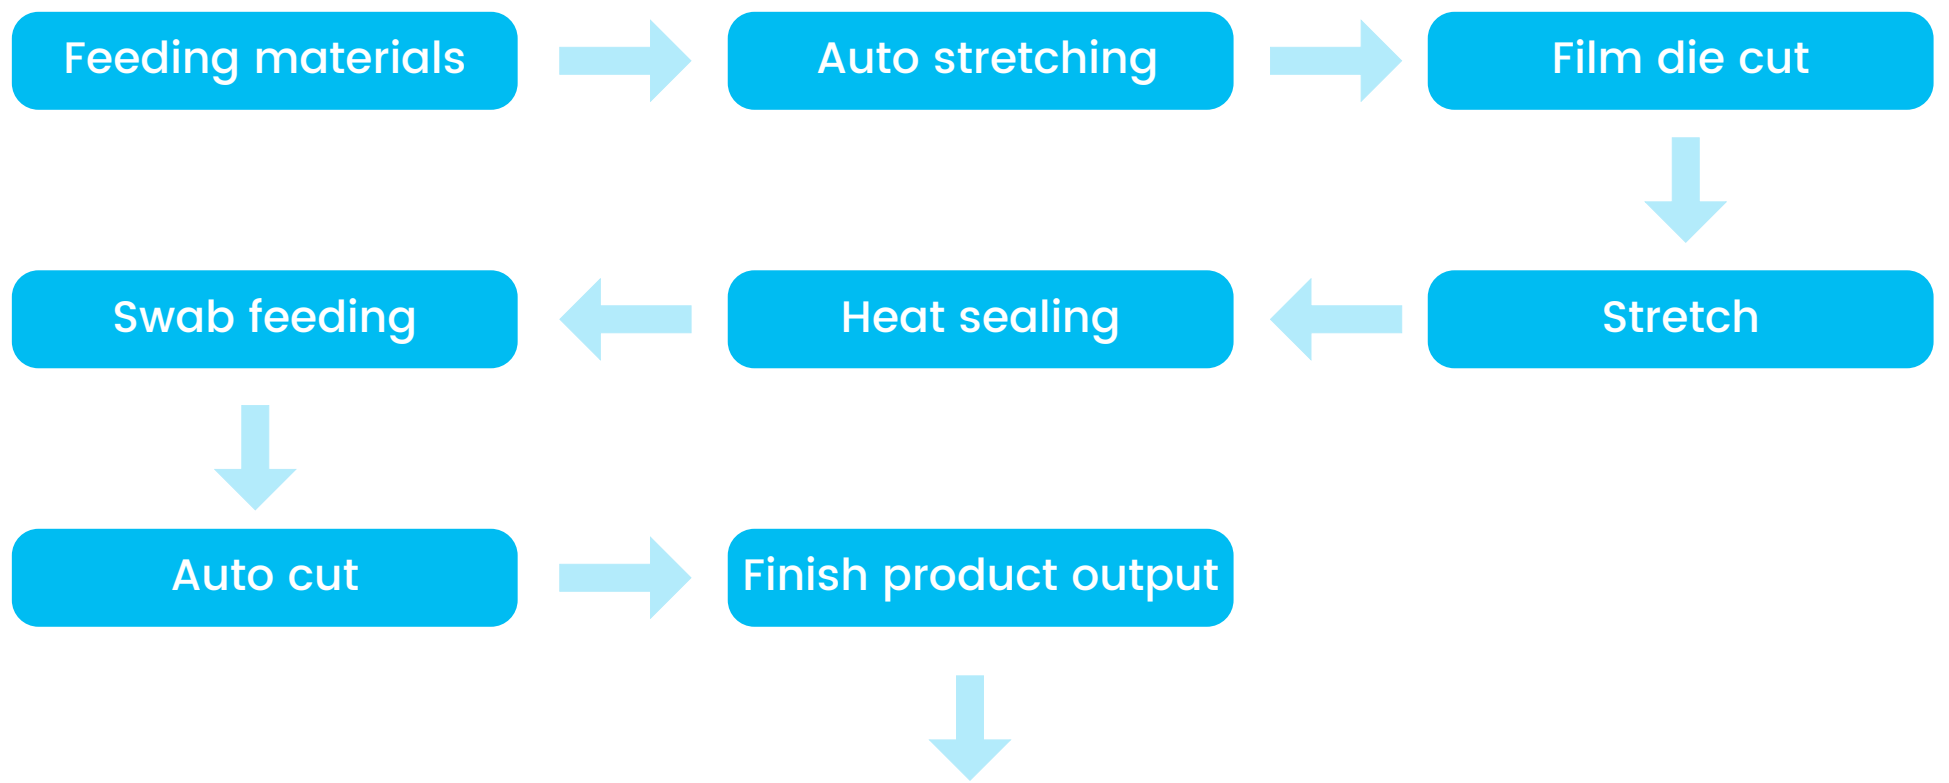 Feeding materials
Auto stretching
Film die cut
Stretch
Heat sealing
Swab feeding
Auto cut
Finish product output